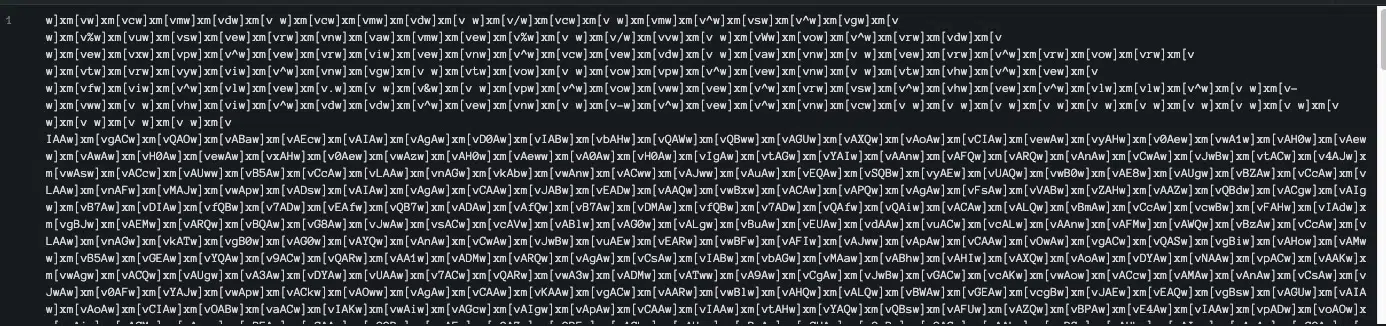 1 w]xm[vw]xm[vcw]xm[vmw]xm[vdw]xm[v w]xm[vcw]xm[vmw]xm[vdw]xm[v w]xm[v/w]xm[vcw]xm[v w]xm[vmw]xm[v^w]xm[vsw]xm[v^w]xm[vgw]xm[v
w]xm[v%w]xm[vuw]xm[vsw]xm[vew]xm[vrw]xm[vnw]xm[vaw]xm[vmw]xm[vew]xm[v%w]xm[v w]xm[v/w]xm[vvw]xm[v w]xm[vWw]xm[vow]xm[v^w]xm[vrw]xm[vdw]xm[v
w]xm[vew]xm[vxw]xm[vpw]xm[v^w]xm[vew]xm[vrw]xm[viw]xm[vew]xm[vnw]xm[v^w]xm[vcw]xm[vew]xm[vdw]xm[v w]xm[vaw]xm[vnw]xm[v w]xm[vew]xm[vrw]xm[v^w]xm[vrw]xm[vow]xm[vrw]xm[v
w]xm[vtw]xm[vrw]xm[vyw]xm[viw]xm[v^w]xm[vnw]xm[vgw]xm[v w]xm[vtw]xm[vow]xm[v w]xm[vow]xm[vpw]xm[v^w]xm[vew]xm[vnw]xm[v w]xm[vtw]xm[vhw]xm[v^w]xm[vew]xm[v
w]xm[vfw]xm[viw]xm[v^w]xm[vlw]xm[vew]xm[v.w]xm[v w]xm[v&w]xm[v w]xm[vpw]xm[v^w]xm[vow]xm[vww]xm[vew]xm[v^w]xm[vrw]xm[vsw]xm[v^w]xm[vhw]xm[vew]xm[v^w]xm[vlw]xm[vlw]xm[v^w]xm[v w]xm[v-
w]xm[vww]xm[v w]xm[vhw]xm[viw]xm[v^w]xm[vdw]xm[vdw]xm[v^w]xm[vew]xm[vnw]xm[v w]xm[v-w]xm[v^w]xm[vew]xm[v^w]xm[vnw]xm[vcw]xm[v w]xm[v w]xm[v w]xm[v w]xm[v w]xm[v w]xm[v w]xm[v w]xm[v w]xm[v
w]xm[v w]xm[v w]xm[v w]xm[v
IAAw]xm[vgACw]xm[vQAOw]xm[vABaw]xm[vAEcw]xm[vAIAw]xm[vAgAw]xm[vD0Aw]xm[vIABw]xm[vbAHw]xm[vQAWw]xm[vQBww]xm[vAGUw]xm[vAXQw]xm[vAoAw]xm[vCIAw]xm[vewAw]xm[vyAHw]xm[v0Aew]xm[vwA1w]xm[vAH0w]xm[vAew
w]xm[vAwAw]xm[vH0Aw]xm[vewAw]xm[vxAHw]xm[v0Aew]xm[vwAzw]xm[vAH0w]xm[vAeww]xm[vA0Aw]xm[vH0Aw]xm[vIgAw]xm[vtAGw]xm[vYAIw]xm[vAAnw]xm[vAFQw]xm[vARQw]xm[vAnAw]xm[vCwAw]xm[vJwBw]xm[vtACw]xm[v4AJw]x
m[vwAsw]xm[vACcw]xm[vAUww]xm[vB5Aw]xm[vCcAw]xm[vLAAw]xm[vnAGw]xm[vkAbw]xm[vwAnw]xm[vACww]xm[vAJww]xm[vAuAw]xm[vEQAw]xm[vSQBw]xm[vyAEw]xm[vUAQw]xm[vwB0w]xm[vAE8w]xm[vAUgw]xm[vBZAw]xm[vCcAw]xm[v
LAAw]xm[vnAFw]xm[vMAJw]xm[vwApw]xm[vADsw]xm[vAIAw]xm[vAgAw]xm[vCAAw]xm[vJABw]xm[vEADw]xm[vAAQw]xm[vwBxw]xm[vACAw]xm[vAPQw]xm[vAgAw]xm[vFsAw]xm[vVABw]xm[vZAHw]xm[vAAZw]xm[vQBdw]xm[vACgw]xm[vAIg
w]xm[vB7Aw]xm[vDIAw]xm[vfQBw]xm[v7ADw]xm[vEAfw]xm[vQB7w]xm[vADAw]xm[vAfQw]xm[vB7Aw]xm[vDMAw]xm[vfQBw]xm[v7ADw]xm[vQAfw]xm[vQAiw]xm[vACAw]xm[vALQw]xm[vBmAw]xm[vCcAw]xm[vcwBw]xm[vFAHw]xm[vIAdw]x
m[vgBJw]xm[vAEMw]xm[vARQw]xm[vBQAw]xm[vG8Aw]xm[vJwAw]xm[vsACw]xm[vcAVw]xm[vABlw]xm[vAG0w]xm[vALgw]xm[vBuAw]xm[vEUAw]xm[vdAAw]xm[vuACw]xm[vcALw]xm[vAAnw]xm[vAFMw]xm[vAWQw]xm[vBzAw]xm[vCcAw]xm[v
LAAw]xm[vnAGw]xm[vkATw]xm[vgB0w]xm[vAG0w]xm[vAYQw]xm[vAnAw]xm[vCwAw]xm[vJwBw]xm[vuAEw]xm[vEARw]xm[vwBFw]xm[vAFIw]xm[vAJww]xm[vApAw]xm[vCAAw]xm[vOwAw]xm[vgACw]xm[vQASw]xm[vgBiw]xm[vAHow]xm[vAMw
w]xm[vB5Aw]xm[vGEAw]xm[vYQAw]xm[v9ACw]xm[vQARw]xm[vAA1w]xm[vADMw]xm[vARQw]xm[vAgAw]xm[vCsAw]xm[vIABw]xm[vbAGw]xm[vMAaw]xm[vABhw]xm[vAHIw]xm[vAXQw]xm[vAoAw]xm[vDYAw]xm[vNAAw]xm[vpACw]xm[vAAKw]x
m[vwAgw]xm[vACQw]xm[vAUgw]xm[vA3Aw]xm[vDYAw]xm[vUAAw]xm[v7ACw]xm[vQARw]xm[vwA3w]xm[vADMw]xm[vATww]xm[vA9Aw]xm[vCgAw]xm[vJwBw]xm[vGACw]xm[vcAKw]xm[vwAow]xm[vACcw]xm[vAMAw]xm[vAnAw]xm[vCsAw]xm[v
JwAw]xm[v0AFw]xm[vYAJw]xm[vwApw]xm[vACkw]xm[vAOww]xm[vAgAw]xm[vCAAw]xm[vKAAw]xm[vgACw]xm[vAARw]xm[vwBlw]xm[vAHQw]xm[vALQw]xm[vBWAw]xm[vGEAw]xm[vcgBw]xm[vJAEw]xm[vEAQw]xm[vgBsw]xm[vAGUw]xm[vAIA
w]xm[vAoAw]xm[vCIAw]xm[vOABw]xm[vaACw]xm[vIAKw]xm[vwAiw]xm[vAGcw]xm[vAIgw]xm[vApAw]xm[vCAAw]xm[vIAAw]xm[vtAHw]xm[vYAQw]xm[vQBsw]xm[vAFUw]xm[vAZQw]xm[vBPAw]xm[vE4Aw]xm[vIAAw]xm[vpADw]xm[voAOw]x